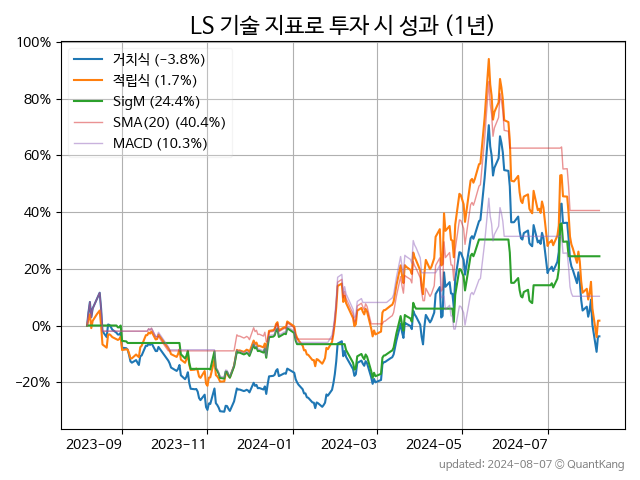 LS 기술 지표로 투자 시 성과 (1년)
100%
80%
60%
40%
20%
0%
−20%
거치식 (−3.8%)
적립식 (1.7%)
SigM (24.4%)
SMA(20) (40.4%)
MACD (10.3%)
2023-09
2023-11
2024-01
2024-03
2024-05
2024-07
updated: 2024-08-07 © QuantKang